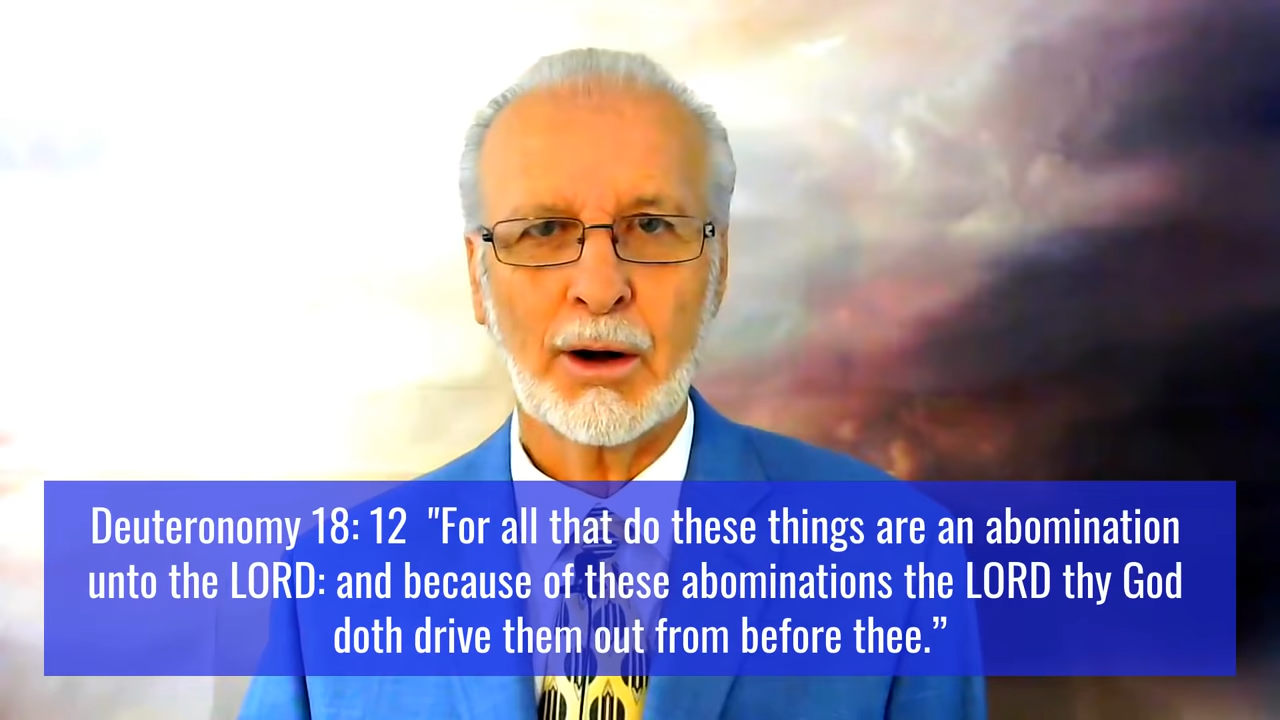 Deuteronomy 18: 12  "For all that do these things are an abomination
unto the LORD: and because of these abominations the LORD thy God
doth drive them out from before thee.”